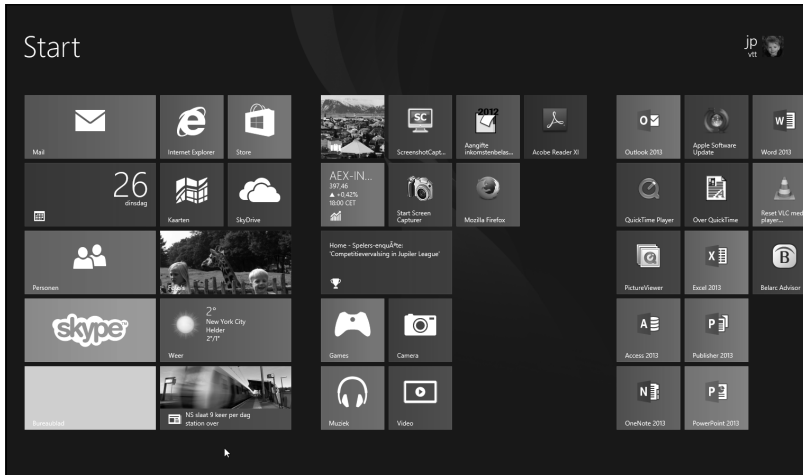 Start
jp
vtt
Mail
Internet Explorer
Store
26
dinsdag
Kaarten
SkyDrive
Personen
Foto's
skype
2°
New York City
Helder
2°/1°
Weer
Bureaublad
NS slaat 9 keer per dag
station over
SC
ScreenshotCapt...
2012
Aangifte
inkomstenbelas...
Acobe Reader XI
AEX-IN...
397,46
▲ +0,42%
18:00 CET
Start Screen
Capturer
Mozilla Firefox
Home - Spelers-enquÃªte:
'Competitievervalsing in Jupiler League'
Games
Camera
Muziek
Video
Outlook 2013
Apple Software
Update
Word 2013
QuickTime Player
Over QuickTime
Reset VLC med
player...
PictureViewer
Excel 2013
B
Belarc Advisor
Access 2013
Publisher 2013
OneNote 2013
PowerPoint 2013